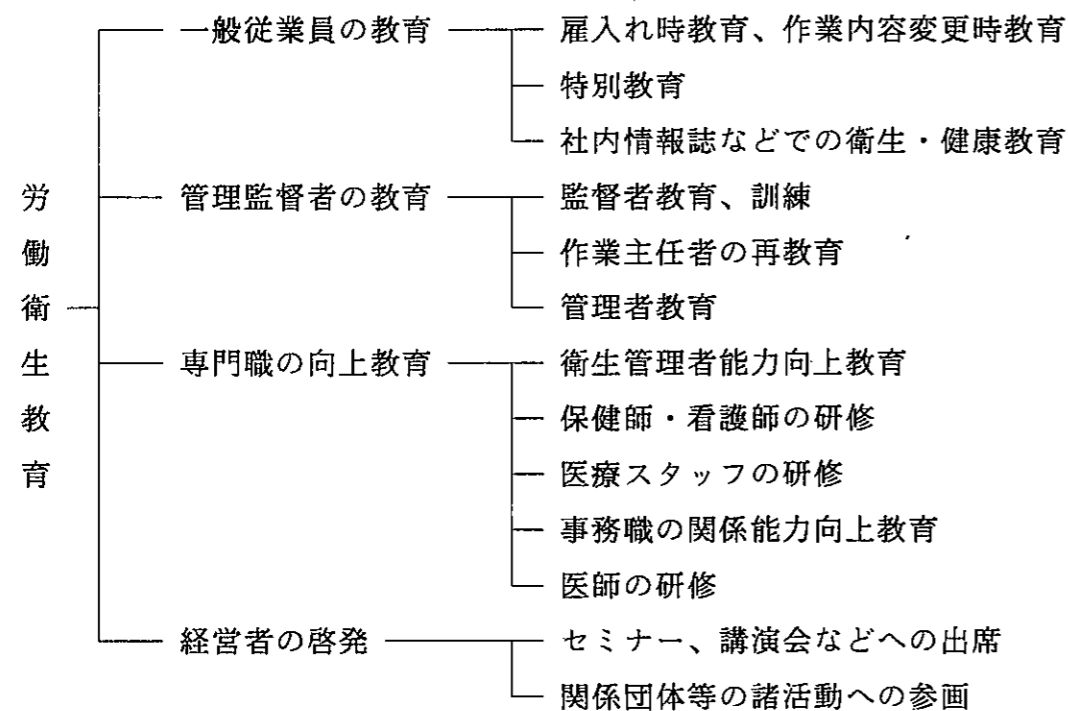 労働衛生教育
一般従業員の教育
雇入れ時教育、作業内容変更時教育
特別教育
社内情報誌などでの衛生・健康教育
管理監督者の教育
監督者教育、訓練
作業主任者の再教育
管理者教育
専門職の向上教育
衛生管理者能力向上教育
保健師・看護師の研修
医療スタッフの研修
事務職の関係能力向上教育
医師の研修
経営者の啓発
セミナー、講演会などへの出席
関係団体等の諸活動への参画